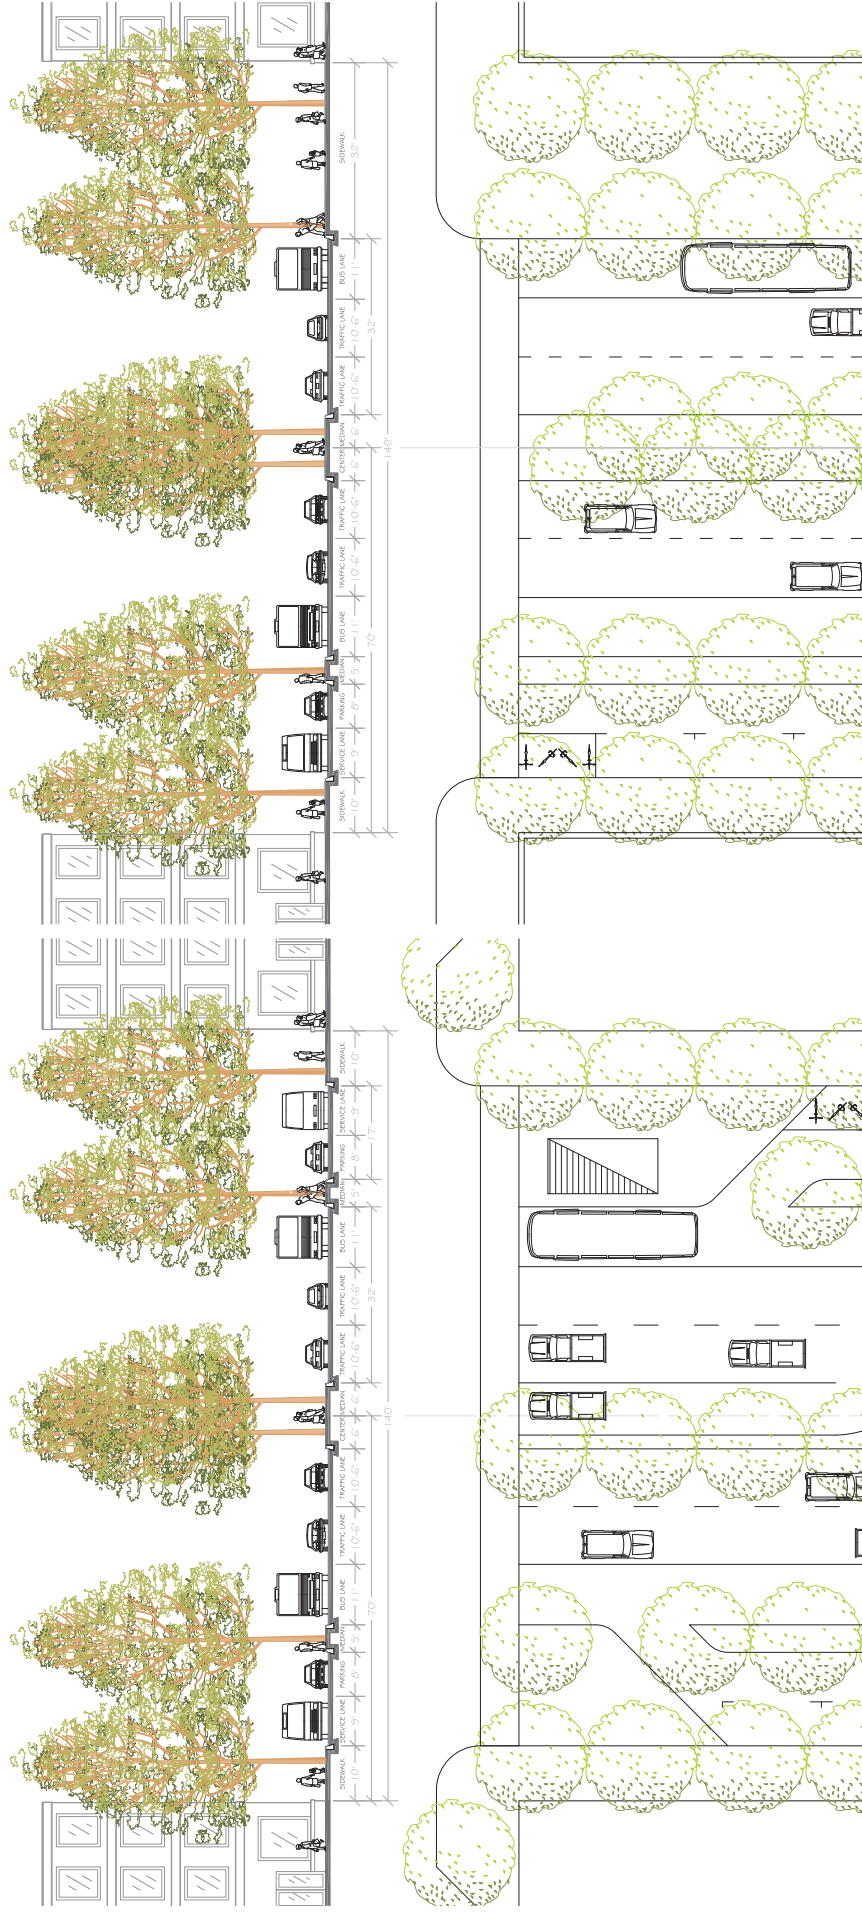 SIDEWALK SERVICE LANE PARKING MEDIAN BUS LANE TRAFFIC LANE TRAFFIC LANE CENTER MEDIAN TRAFFIC LANE TRAFFIC LANE BUS LANE MEDIAN PARKING SERVICE LANE SIDEWALK
10' 9' 8' 5' 11' 10'-6" 10'-6" 6' 6' 10'-6" 10'-6" 11' 5' 8' 9' 10'
70' 32' 17'
140'
SIDEWALK SERVICE LANE PARKING MEDIAN BUS LANE TRAFFIC LANE TRAFFIC LANE CENTER MEDIAN TRAFFIC LANE TRAFFIC LANE BUS LANE SIDEWALK
10' 9' 8' 5' 11' 10'-6" 10'-6" 6' 6' 10'-6" 10'-6" 11' 32'
70' 32'
140'